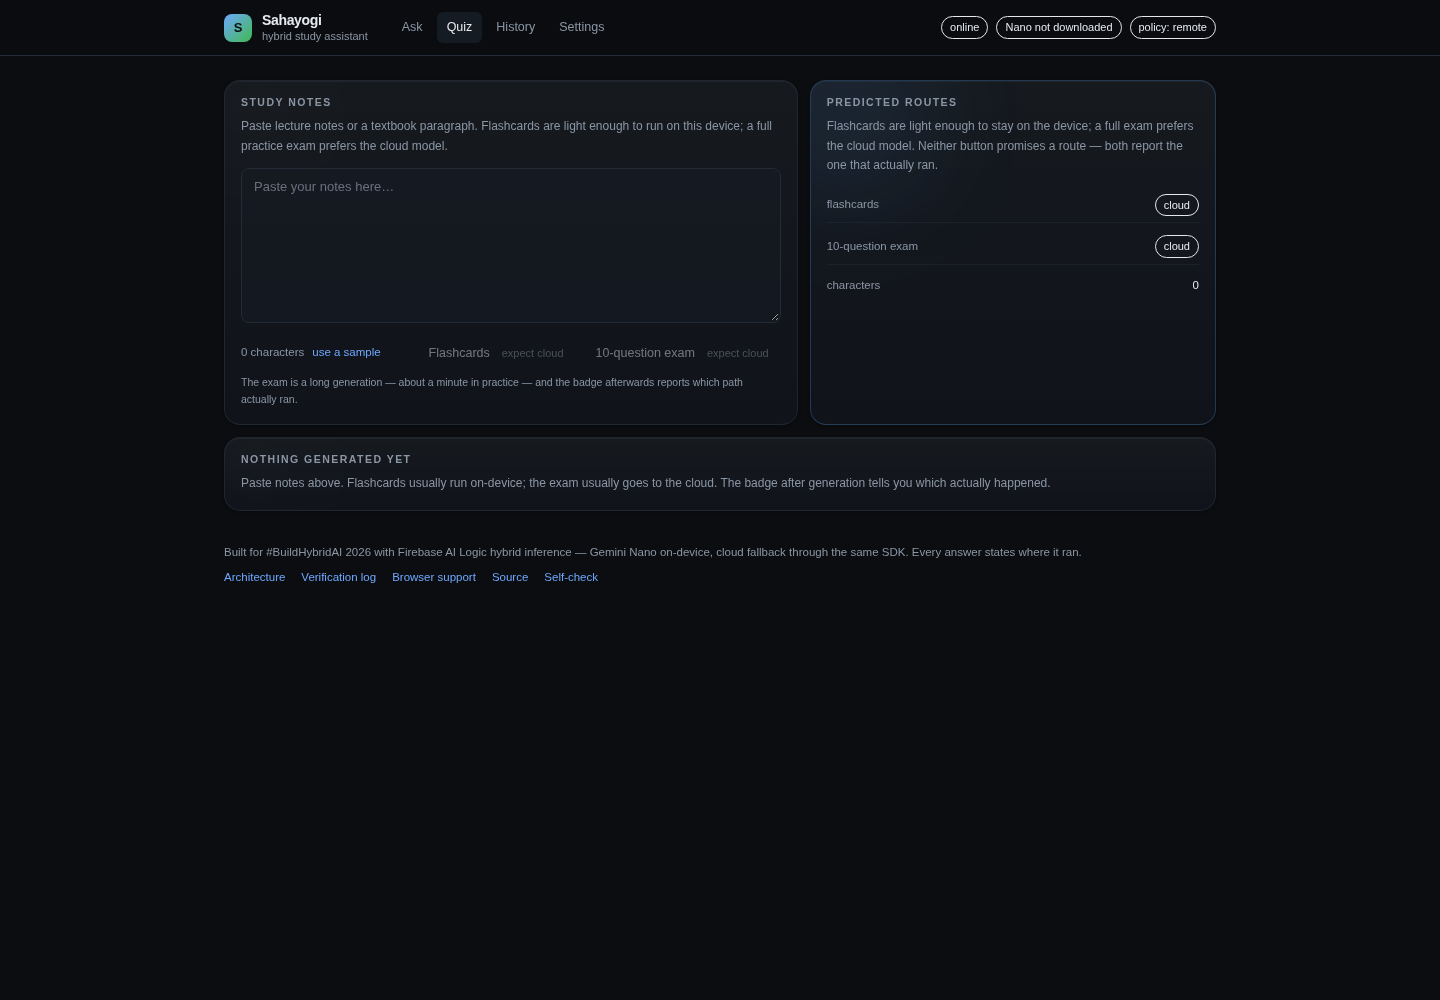 S
Sahayogi
hybrid study assistant
Ask
Quiz
History
Settings
online
Nano not downloaded
policy: remote
STUDY NOTES
Paste lecture notes or a textbook paragraph. Flashcards are light enough to run on this device; a full
practice exam prefers the cloud model.
Paste your notes here…
0 characters
use a sample
Flashcards expect cloud
10-question exam expect cloud
The exam is a long generation — about a minute in practice — and the badge afterwards reports which path
actually ran.
PREDICTED ROUTES
Flashcards are light enough to stay on the device; a full exam prefers
the cloud model. Neither button promises a route — both report the
one that actually ran.
flashcards cloud
10-question exam cloud
characters 0
NOTHING GENERATED YET
Paste notes above. Flashcards usually run on-device; the exam usually goes to the cloud. The badge after generation tells you which actually happened.
Built for #BuildHybridAI 2026 with Firebase AI Logic hybrid inference — Gemini Nano on-device, cloud fallback through the same SDK. Every answer states where it ran.
Architecture Verification log Browser support Source Self-check